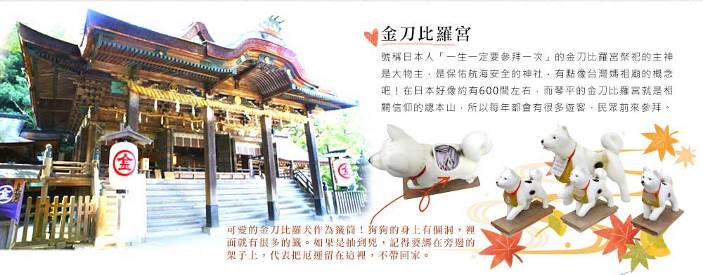 金刀比羅宮
號稱日本人「一生一定要參拜一次」的金刀比羅宮祭祀的主神
是大物主，是保佑航海安全的神社，有點像台灣媽祖廟的概念
吧！在日本好像約有600間左右，而琴平的金刀比羅宮就是相
關信仰的總本山，所以每年都會有很多遊客、民眾前來參拜。
金
可愛的金刀比羅犬作為籤筒！狗狗的身上有個洞，裡
面就有很多的籤。如果是抽到兇，記得要綁在旁邊的
架子上，代表把厄運留在這裡，不帶回家。